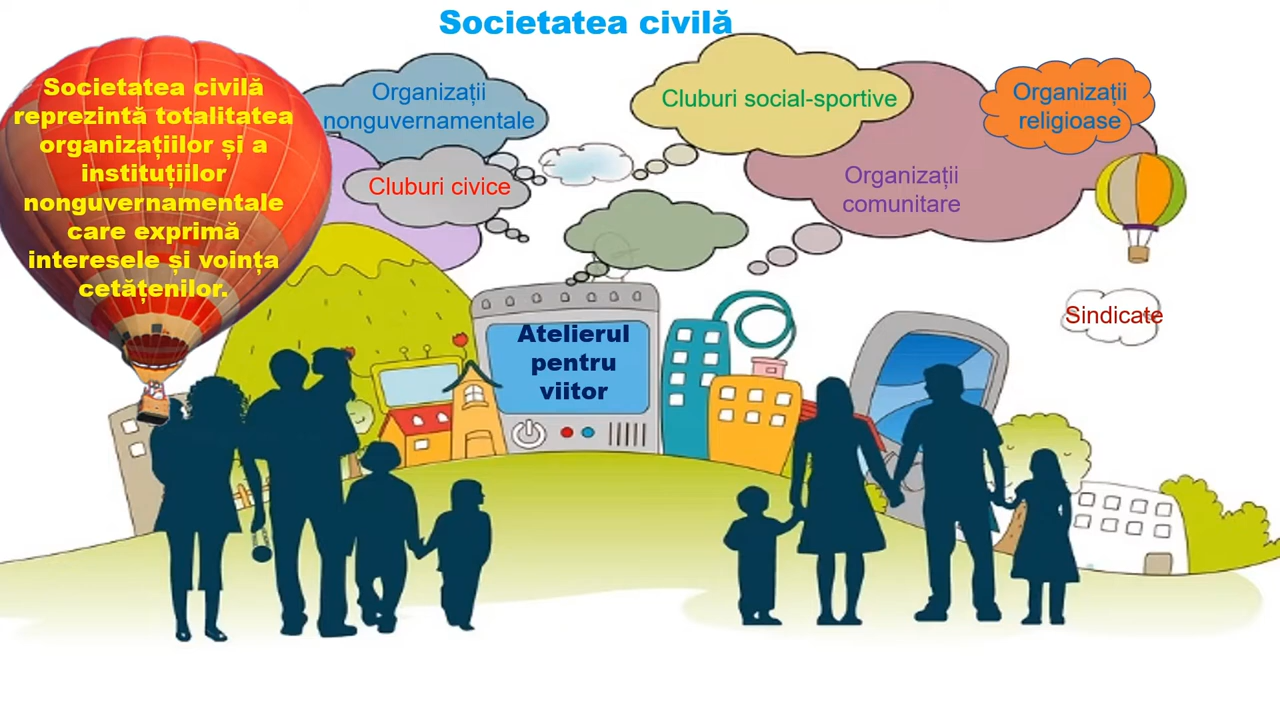 Societatea civilă
Societatea civilă
reprezintă totalitatea
organizațiilor și a
instituțiilor
nonguvernamentale
care exprimă
interesele și voința
cetățenilor.
Organizații
nonguvernamentale
Cluburi civice
Cluburi social-sportive
Organizații
comunitare
Organizații
religioase
Sindicate
Atelierul
pentru
viitor